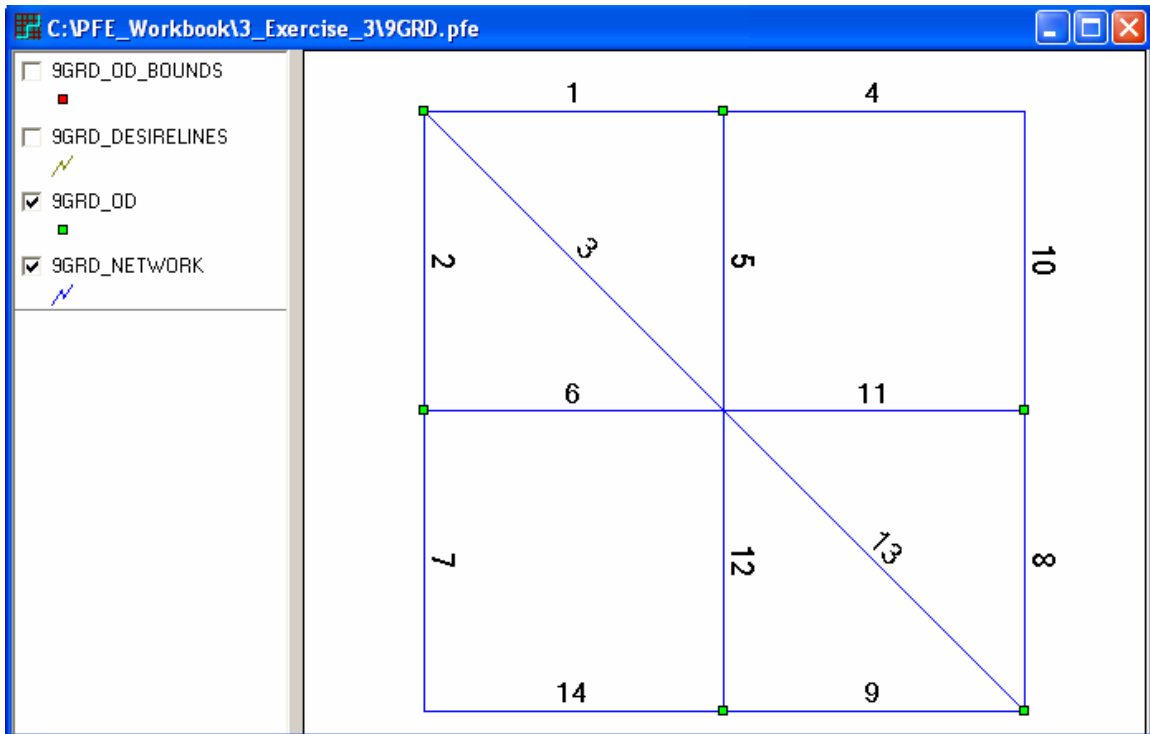 C:\PFE_Workbook\3_Exercise_3\9GRD.pfe
9GRD_OD_BOUNDS
9GRD_DESIRELINES
9GRD_OD
9GRD_NETWORK
1
4
2
3
5
10
6
11
7
12
13
8
14
9